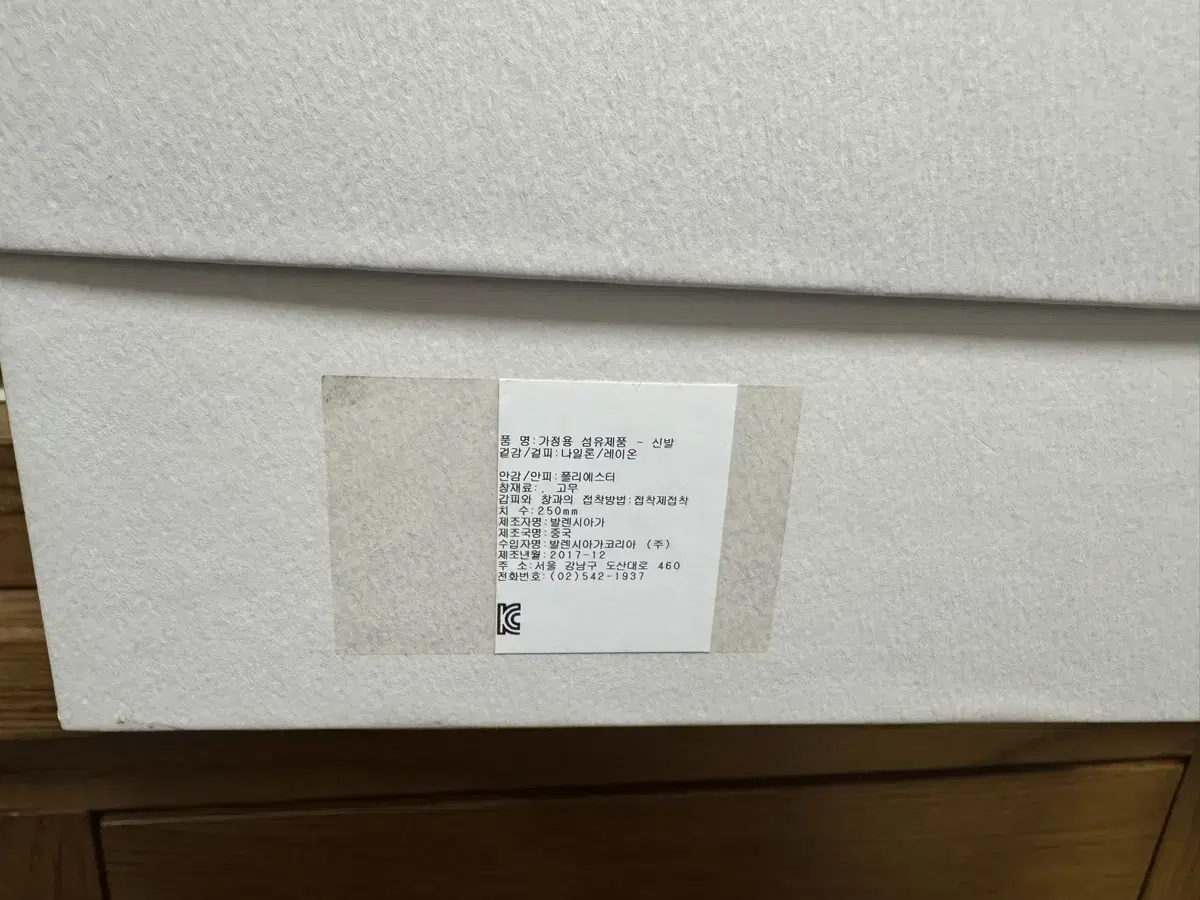 품 명:가정용 섬유제품 - 신발
겉감/겉피:나일론/레이온
안감/안피:폴리에스터
창재료:, 고무
갑피와 창과의 접착방법:접착제접착
치 수:250mm
제조자명:발렌시아가
제조국명:중국
수입자명:발렌시아가코리아 (주)
제조년월:2017-12
주 소:서울 강남구 도산대로 460
전화번호:(02)542-1937
KC